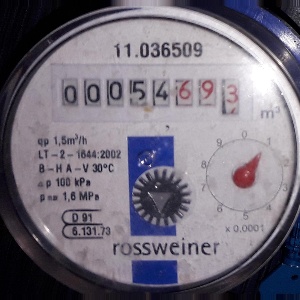 11.036509
00054693
m³
qp 1,5m³/h
LT-2-1644:2002
B-H A-V 30°C
Δp 100 kPa
p max 1,6 MPa
D 91
6.131.73
0
9 1
8 2
7 3
6 4
5
x 0,0001
rossweiner